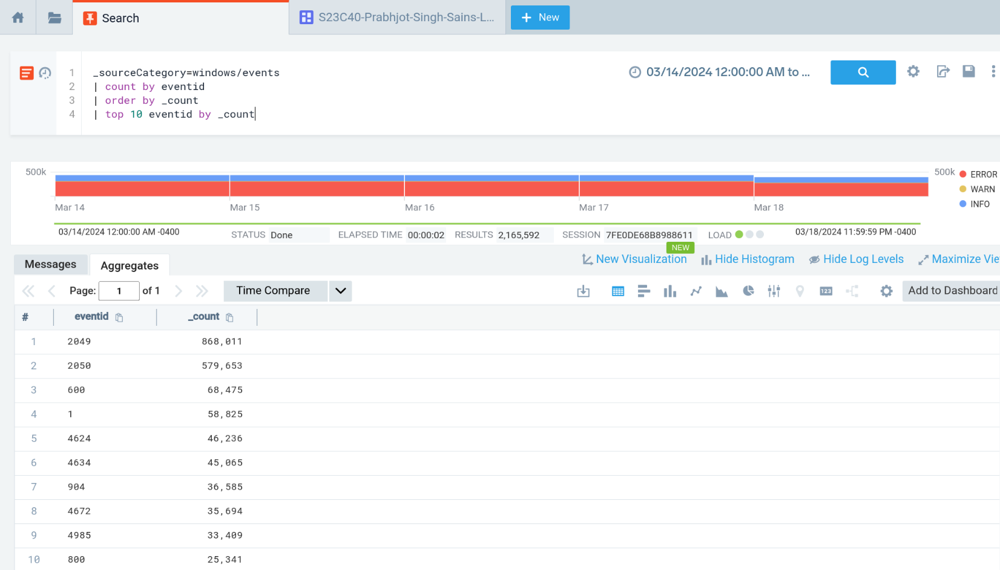 Search
S23C40-Prabhjot-Singh-Sains-L...
+ New
1 _sourceCategory=windows/events
2 | count by eventid
3 | order by _count
4 | top 10 eventid by _count
03/14/2024 12:00:00 AM to ...
500k
500k
ERROR
WARN
INFO
Mar 14
Mar 15
Mar 16
Mar 17
Mar 18
03/14/2024 12:00:00 AM -0400
STATUS Done
ELAPSED TIME 00:00:02
RESULTS 2,165,592
SESSION 7FE0DE68B8988611
LOAD
03/18/2024 11:59:59 PM -0400
NEW
Messages
Aggregates
New Visualization
Hide Histogram
Hide Log Levels
Maximize Vie
Page: 1 of 1
Time Compare
123
Add to Dashboard
# eventid _count
1 2049 868,011
2 2050 579,653
3 600 68,475
4 1 58,825
5 4624 46,236
6 4634 45,065
7 904 36,585
8 4672 35,694
9 4985 33,409
10 800 25,341